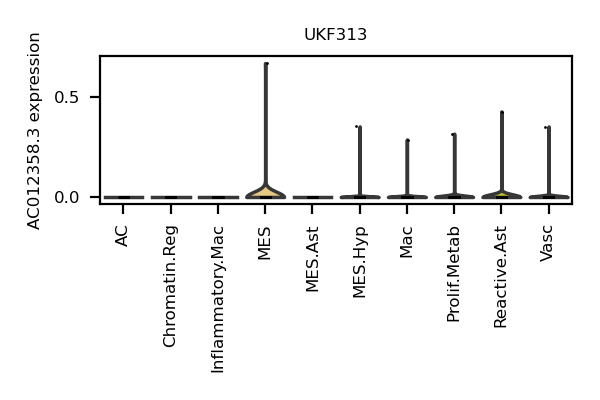 UKF313
AC012358.3 expression
0.5
0.0
AC
Chromatin.Reg
Inflammatory.Mac
MES
MES.Ast
MES.Hyp
Mac
Prolif.Metab
Reactive.Ast
Vasc